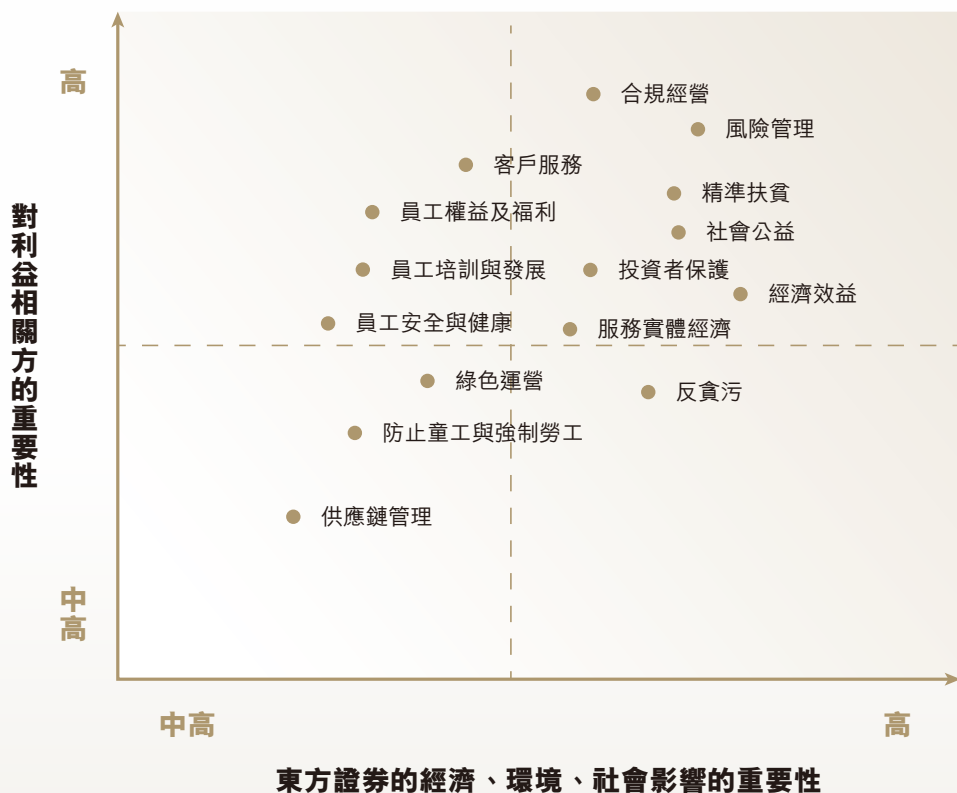 高
合規經營
風險管理
客戶服務
精準扶貧
員工權益及福利
社會公益
員工培訓與發展
投資者保護
經濟效益
員工安全與健康
服務實體經濟
綠色運營
反貪污
防止童工與強制勞工
供應鏈管理
對利益相關方的重要性
中高
中高
高
東方證券的經濟、環境、社會影響的重要性